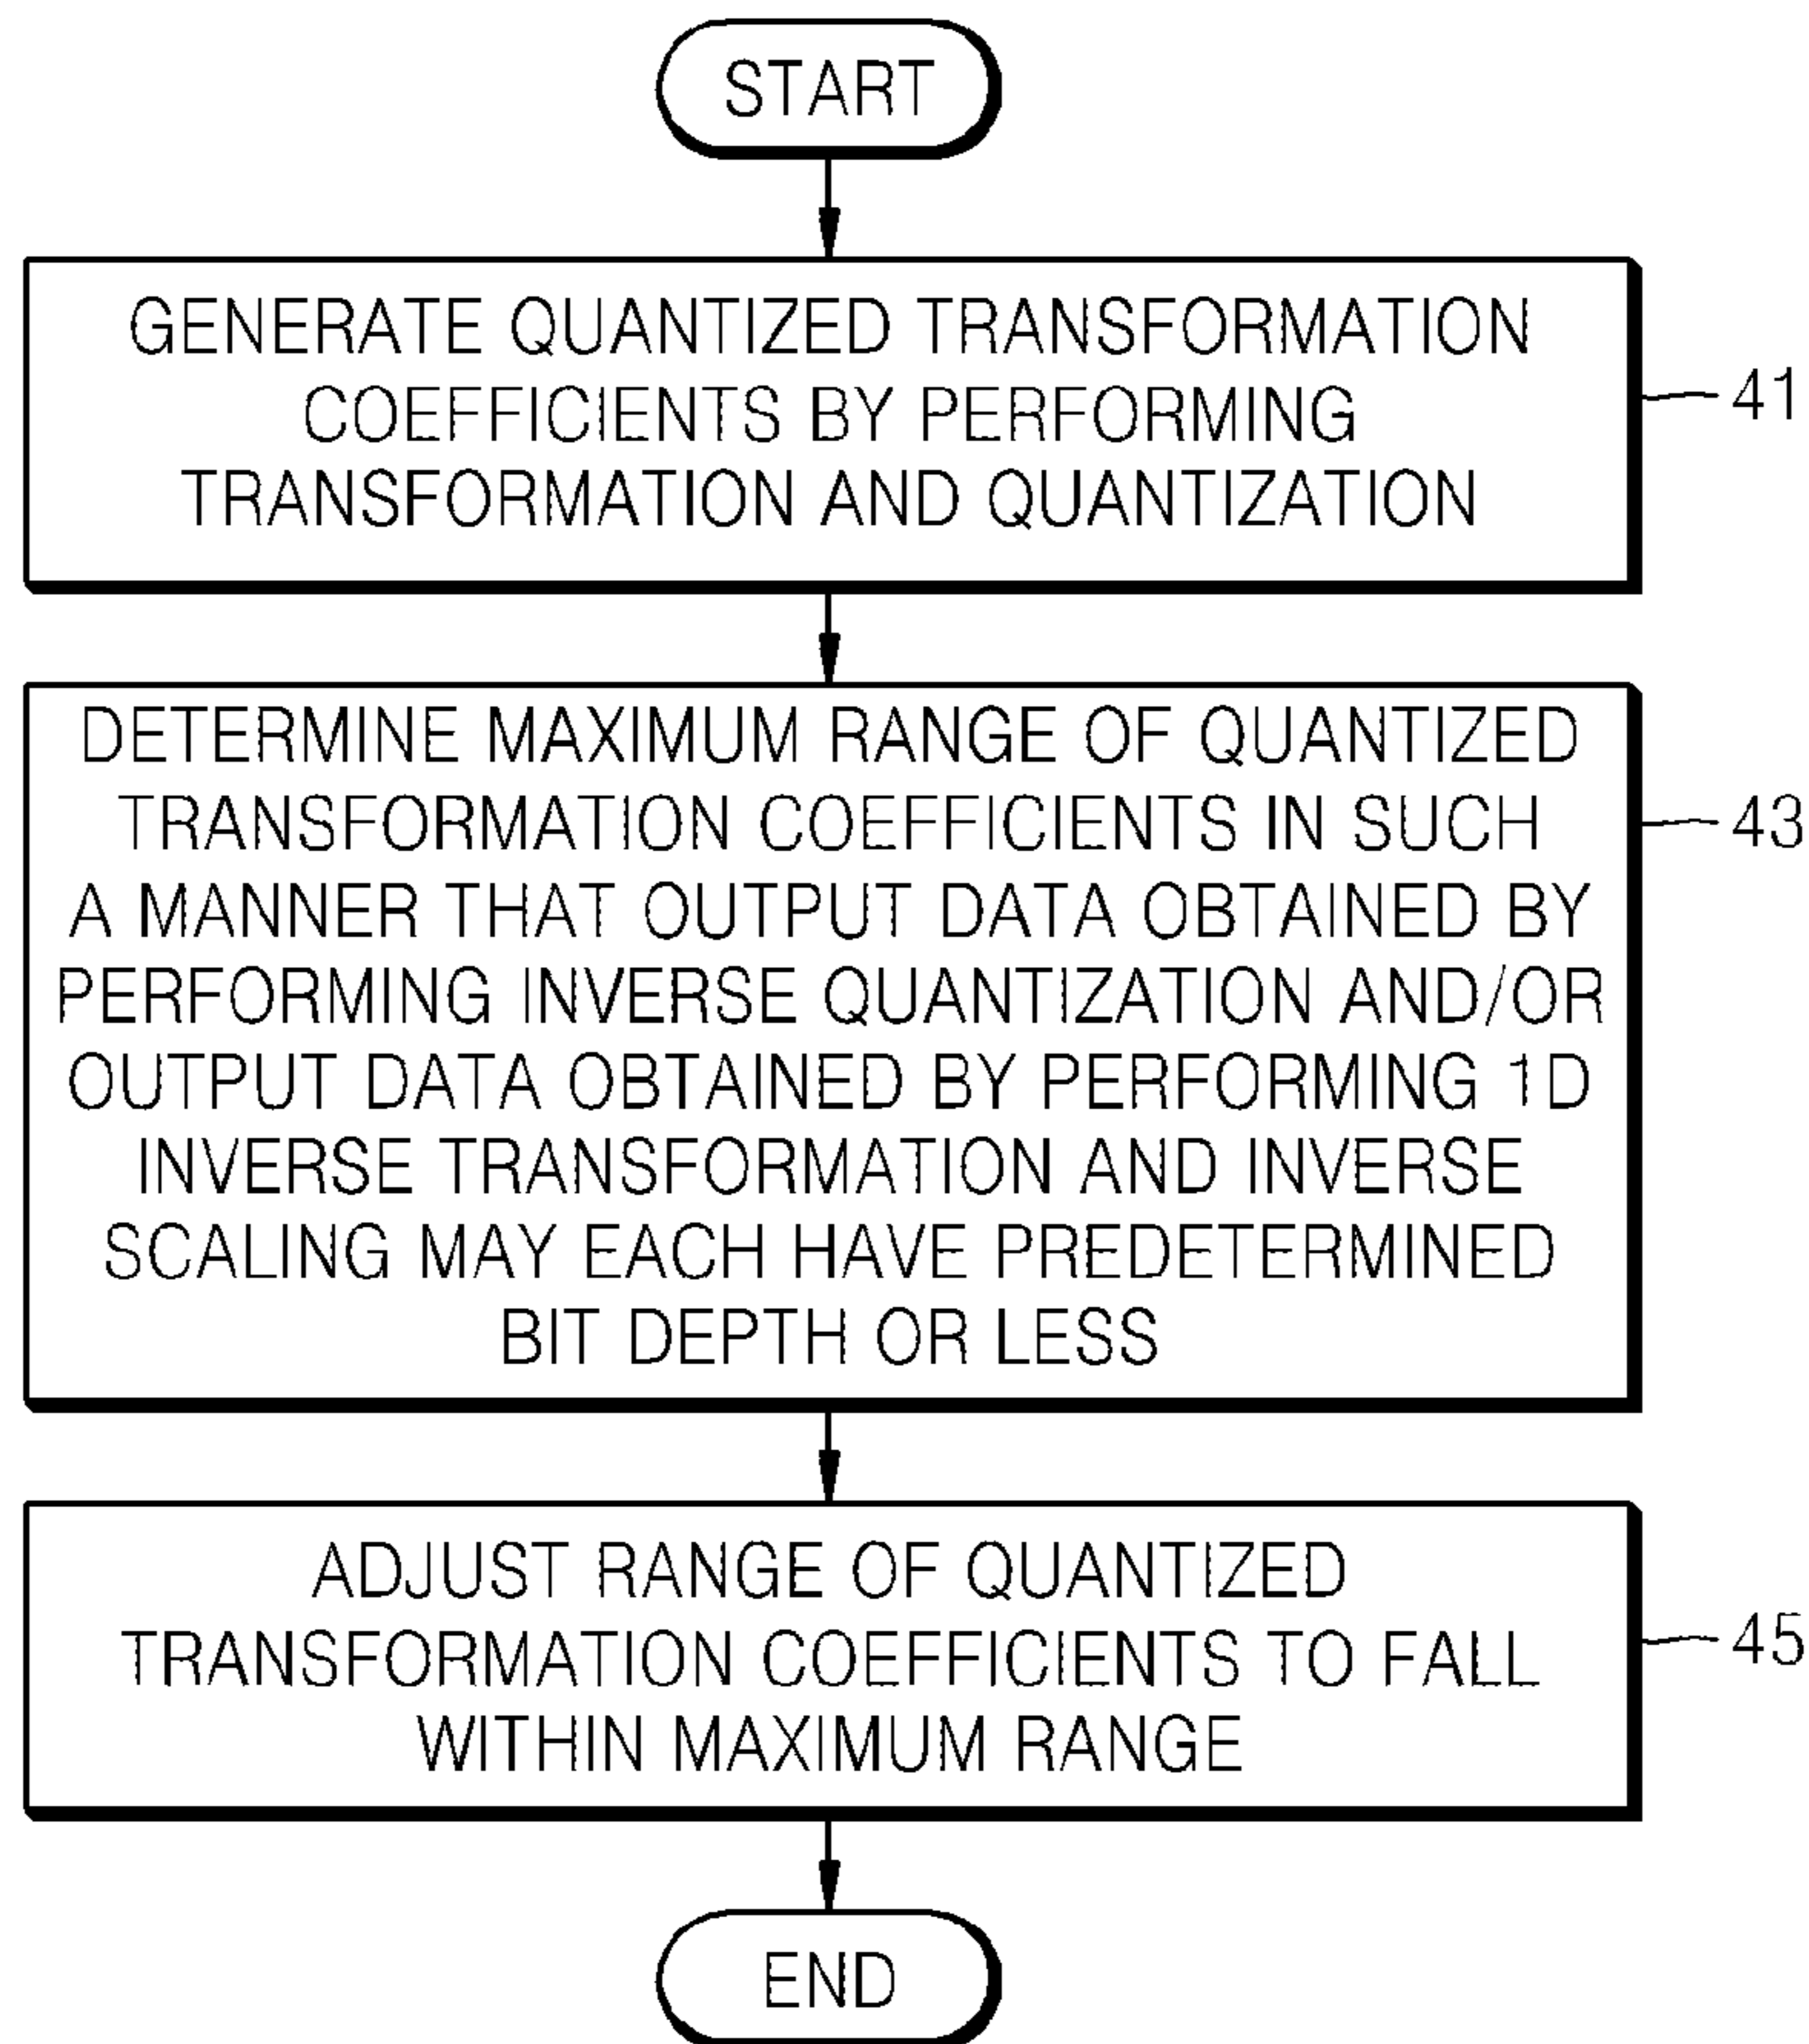 START
GENERATE QUANTIZED TRANSFORMATION
COEFFICIENTS BY PERFORMING
TRANSFORMATION AND QUANTIZATION
41
DETERMINE MAXIMUM RANGE OF QUANTIZED
TRANSFORMATION COEFFICIENTS IN SUCH
A MANNER THAT OUTPUT DATA OBTAINED BY
PERFORMING INVERSE QUANTIZATION AND/OR
OUTPUT DATA OBTAINED BY PERFORMING 1D
INVERSE TRANSFORMATION AND INVERSE
SCALING MAY EACH HAVE PREDETERMINED
BIT DEPTH OR LESS
43
ADJUST RANGE OF QUANTIZED
TRANSFORMATION COEFFICIENTS TO FALL
WITHIN MAXIMUM RANGE
45
END